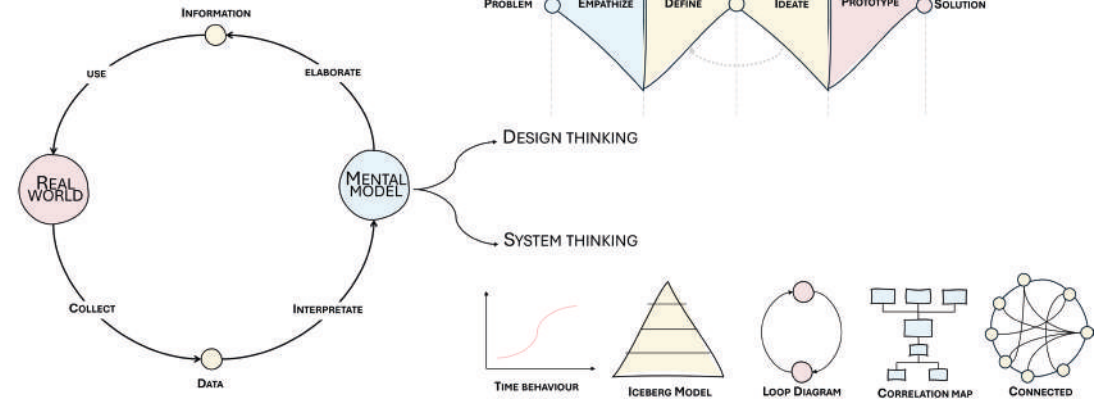 PROBLEM EMPATHIZE DEFINE IDEATE PROTOTYPE SOLUTION
INFORMATION
USE
ELABORATE
DESIGN THINKING
REAL
WORLD
MENTAL
MODEL
SYSTEM THINKING
COLLECT
INTERPRETATE
DATA
TIME BEHAVIOUR
ICEBERG MODEL
LOOP DIAGRAM
CORRELATION MAP
CONNECTED